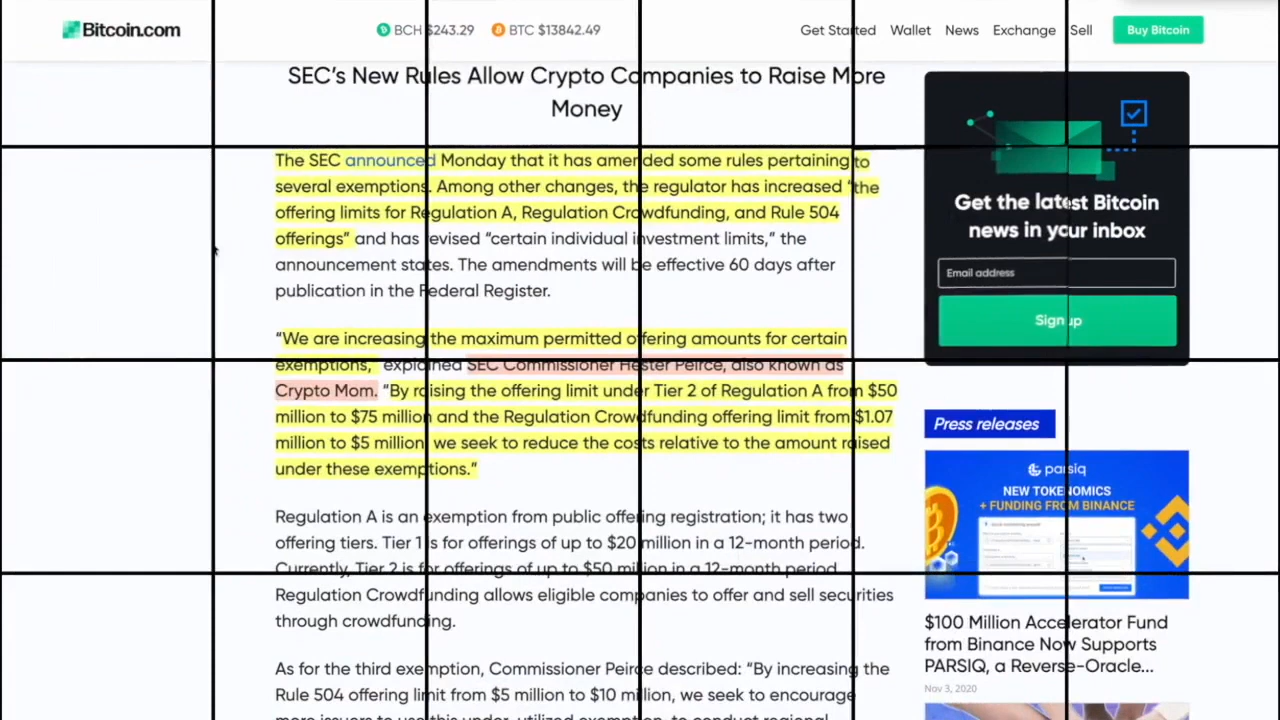 Bitcoin.com
BCH $243.29 BTC $13842.49
Get Started Wallet News Exchange Sell Buy Bitcoin
SEC’s New Rules Allow Crypto Companies to Raise More
Money
The SEC announced Monday that it has amended some rules pertaining to
several exemptions. Among other changes, the regulator has increased “the
offering limits for Regulation A, Regulation Crowdfunding, and Rule 504
offerings” and has revised “certain individual investment limits,” the
announcement states. The amendments will be effective 60 days after
publication in the Federal Register.
“We are increasing the maximum permitted offering amounts for certain
exemptions,” explained SEC Commissioner Hester Peirce, also known as
Crypto Mom. “By raising the offering limit under Tier 2 of Regulation A from $50
million to $75 million and the Regulation Crowdfunding offering limit from $1.07
million to $5 million, we seek to reduce the costs relative to the amount raised
under these exemptions.”
Regulation A is an exemption from public offering registration; it has two
offering tiers. Tier 1 is for offerings of up to $20 million in a 12-month period.
Currently, Tier 2 is for offerings of up to $50 million in a 12-month period.
Regulation Crowdfunding allows eligible companies to offer and sell securities
through crowdfunding.
As for the third exemption, Commissioner Peirce described: “By increasing the
Rule 504 offering limit from $5 million to $10 million, we seek to encourage
more issuers to use this under-utilized exemption, to conduct regional
Get the latest Bitcoin
news in your inbox
Email address
Sign up
Press releases
parsiq
NEW TOKENOMICS
+ FUNDING FROM BINANCE
$100 Million Accelerator Fund
from Binance Now Supports
PARSIQ, a Reverse-Oracle...
Nov 3, 2020